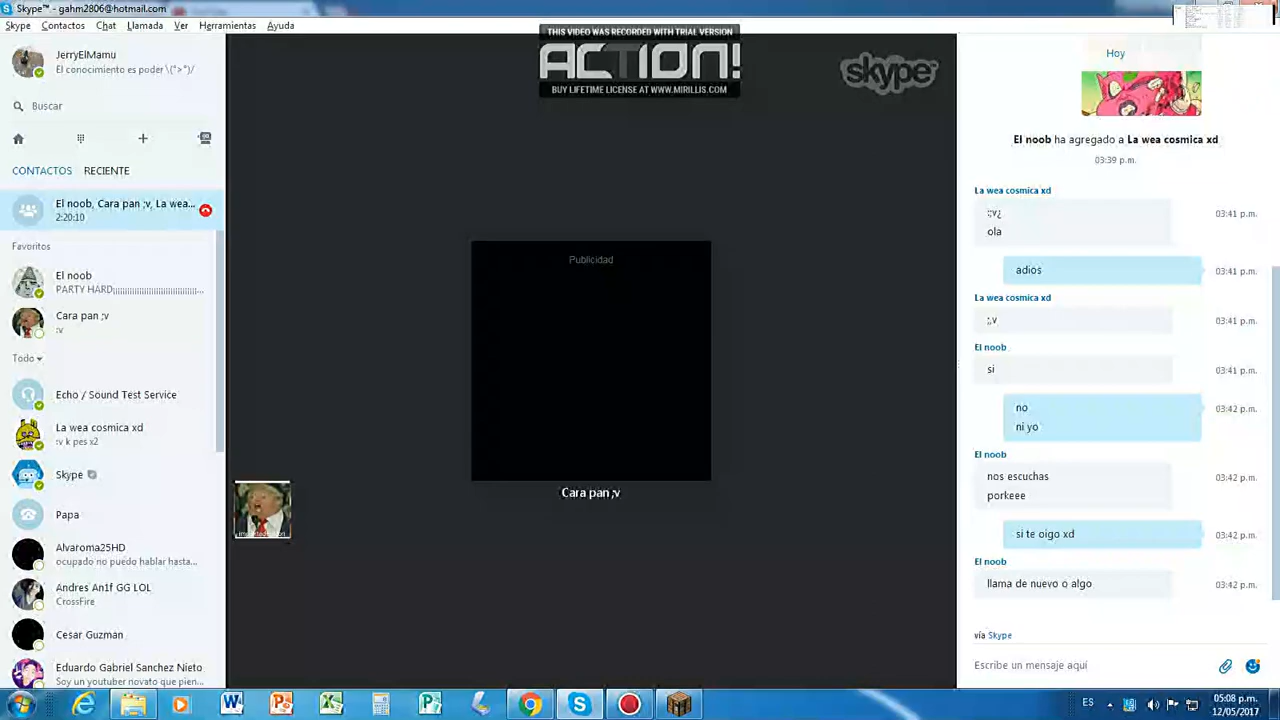 Skype™ - gahm2806@hotmail.com
Skype Contactos Chat Llamada Ver Herramientas Ayuda
JerryElMamu
El conocimiento es poder \(°>°)/
Buscar
CONTACTOS RECIENTE
El noob, Cara pan ;v, La wea...
2:20:10
Favoritos
El noob
PARTY HARD¡¡¡¡¡¡¡¡¡¡¡¡¡¡¡¡¡¡¡¡¡¡¡¡¡¡¡¡...
Cara pan ;v
:v
Todo
Echo / Sound Test Service
La wea cosmica xd
:v k pes x2
Skype
Papa
Alvaroma25HD
ocupado no puedo hablar hasta...
Andres An1f GG LOL
CrossFire
Cesar Guzman
Eduardo Gabriel Sanchez Nieto
Soy un youtuber novato que pien...
THIS VIDEO WAS RECORDED WITH TRIAL VERSION
ACTION!
BUY LIFETIME LICENSE AT WWW.MIRILLIS.COM
skype
Publicidad
Cara pan ;v
Hoy
El noob ha agregado a La wea cosmica xd
03:39 p.m.
La wea cosmica xd
:;v¿ 03:41 p.m.
ola
adios 03:41 p.m.
La wea cosmica xd
;,v 03:41 p.m.
El noob
si 03:41 p.m.
no 03:42 p.m.
ni yo
El noob
nos escuchas 03:42 p.m.
porkeee
si te oigo xd 03:42 p.m.
El noob
llama de nuevo o algo 03:42 p.m.
vía Skype
Escribe un mensaje aquí
ES
05:08 p.m.
12/05/2017